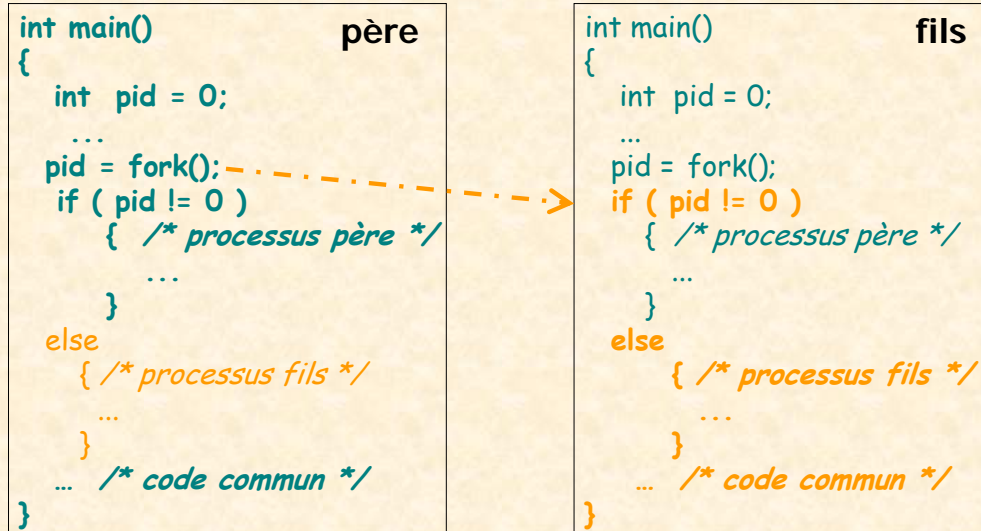 int main() père
{
int pid = 0;
...
pid = fork();
if ( pid != 0 )
{ /* processus père */
...
}
else
{ /* processus fils */
...
}
... /* code commun */
}
int main() fils
{
int pid = 0;
...
pid = fork();
if ( pid != 0 )
{ /* processus père */
...
}
else
{ /* processus fils */
...
}
... /* code commun */
}